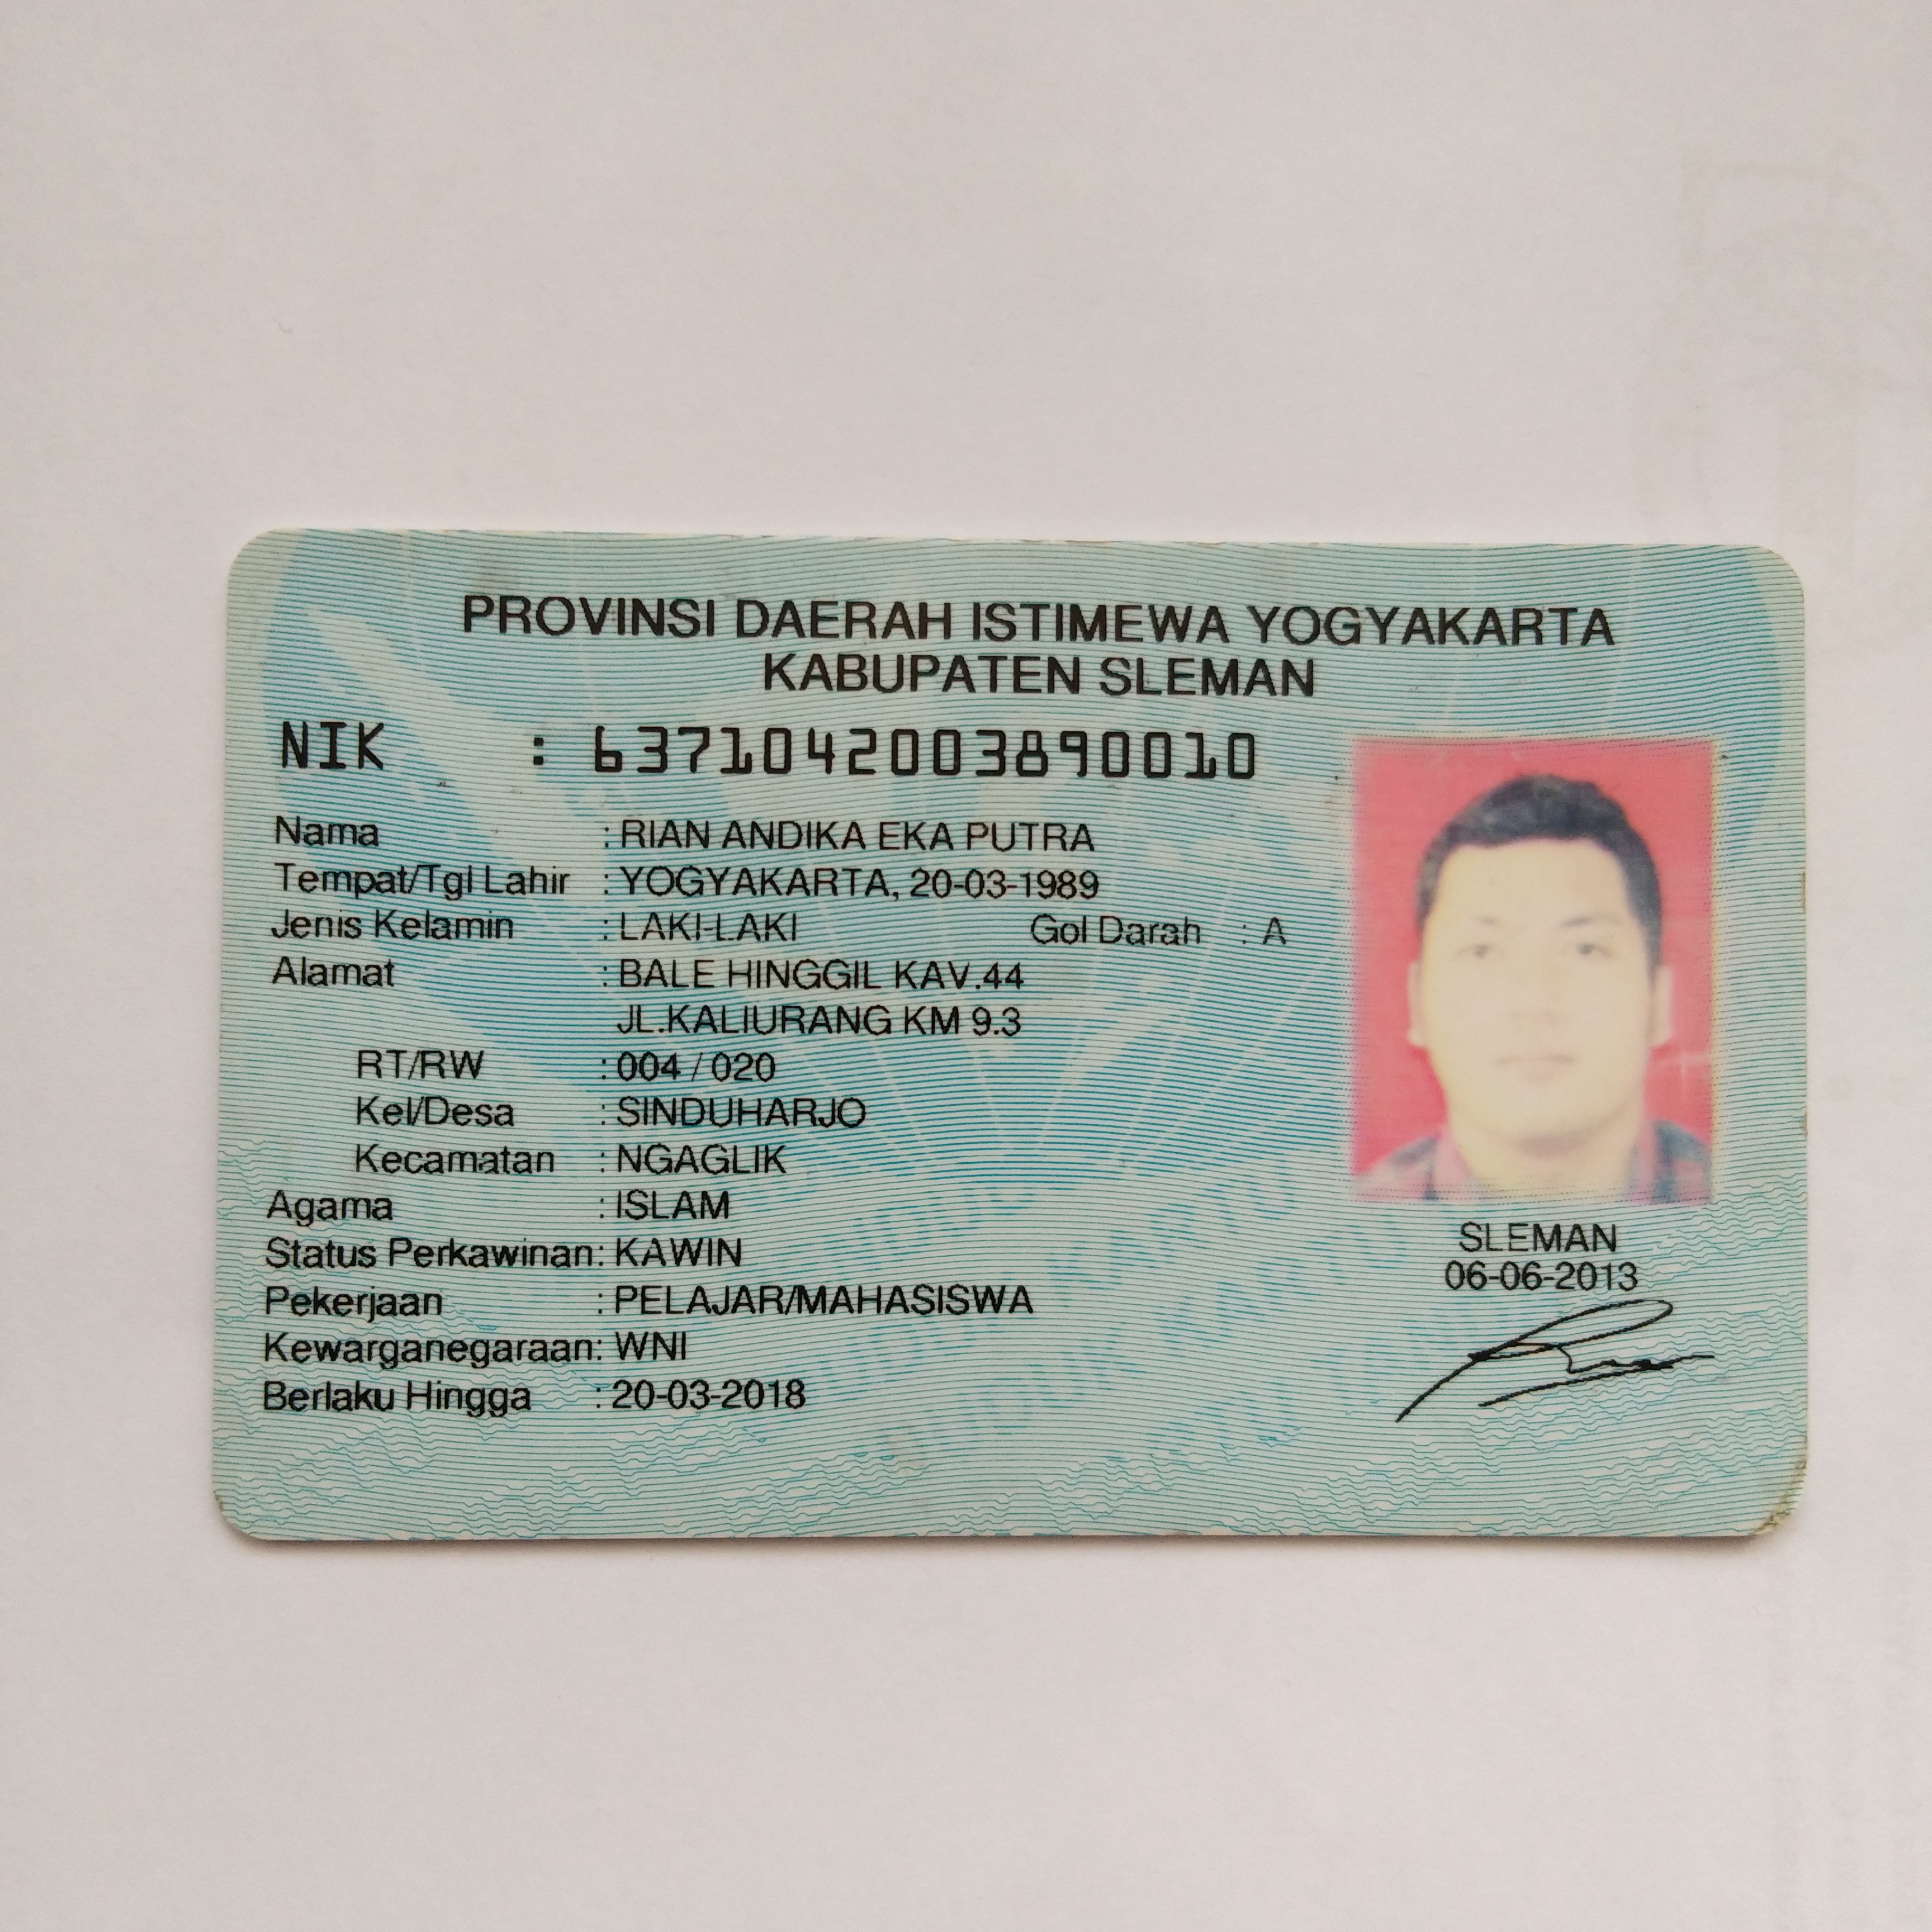 PROVINSI DAERAH ISTIMEWA YOGYAKARTA
KABUPATEN SLEMAN
NIK : 6371042003890010
Nama : RIAN ANDIKA EKA PUTRA
Tempat/Tgl Lahir : YOGYAKARTA, 20-03-1989
Jenis Kelamin : LAKI-LAKI Gol Darah : A
Alamat : BALE HINGGIL KAV.44
JL.KALIURANG KM 9.3
RT/RW : 004 / 020
Kel/Desa : SINDUHARJO
Kecamatan : NGAGLIK
Agama : ISLAM
Status Perkawinan : KAWIN
Pekerjaan : PELAJAR/MAHASISWA
Kewarganegaraan : WNI
Berlaku Hingga : 20-03-2018
SLEMAN
06-06-2013